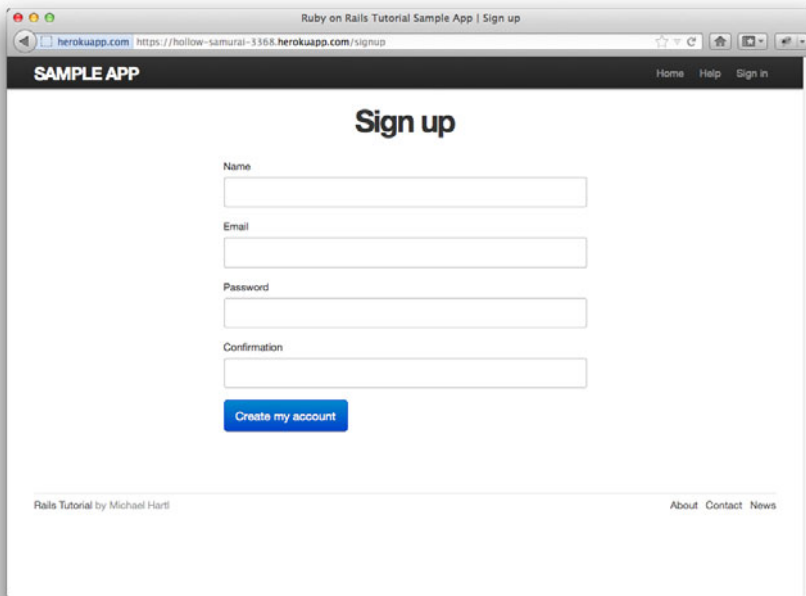 Ruby on Rails Tutorial Sample App | Sign up
herokuapp.com https://hollow-samurai-3368.herokuapp.com/signup
SAMPLE APP Home Help Sign in
Sign up
Name
Email
Password
Confirmation
Create my account
Rails Tutorial by Michael Hartl About Contact News